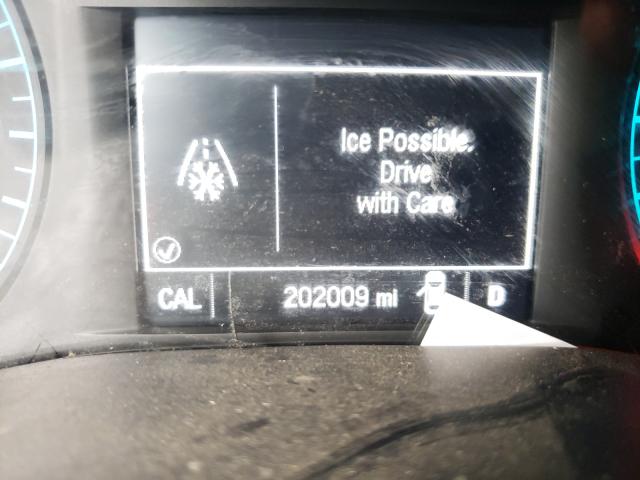 Ice Possible.
Drive
with Care
CAL 202009 mi D